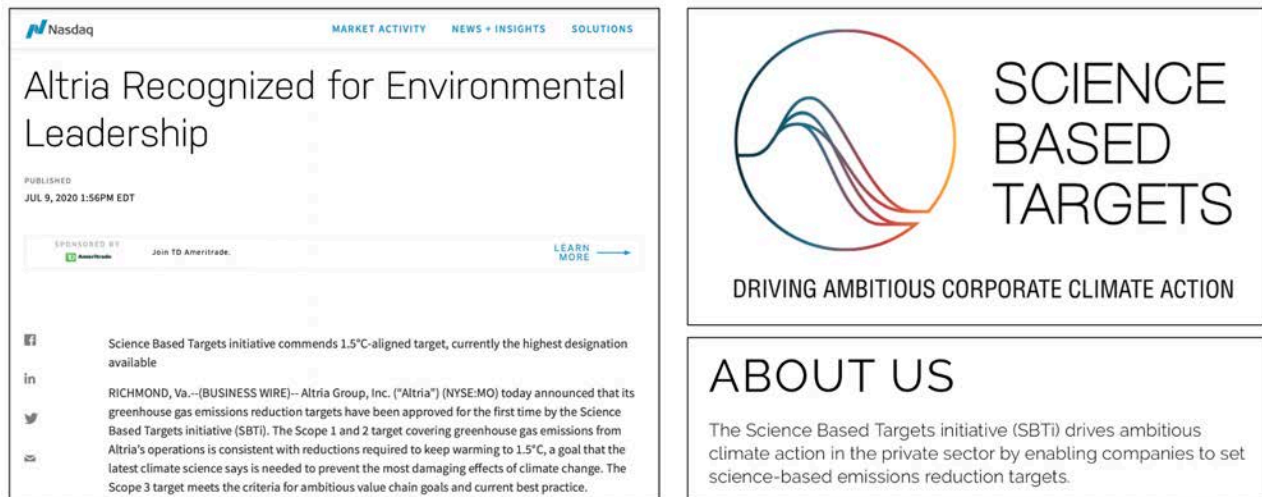 Nasdaq
MARKET ACTIVITY NEWS + INSIGHTS SOLUTIONS
Altria Recognized for Environmental
Leadership
PUBLISHED
JUL 9, 2020 1:56PM EDT
SPONSORED BY
Ameritrade
Join TD Ameritrade.
LEARN
MORE
Science Based Targets initiative commends 1.5°C-aligned target, currently the highest designation
available
RICHMOND, Va.--(BUSINESS WIRE)-- Altria Group, Inc. ("Altria") (NYSE:MO) today announced that its
greenhouse gas emissions reduction targets have been approved for the first time by the Science
Based Targets initiative (SBTi). The Scope 1 and 2 target covering greenhouse gas emissions from
Altria's operations is consistent with reductions required to keep warming to 1.5°C, a goal that the
latest climate science says is needed to prevent the most damaging effects of climate change. The
Scope 3 target meets the criteria for ambitious value chain goals and current best practice.
SCIENCE
BASED
TARGETS
DRIVING AMBITIOUS CORPORATE CLIMATE ACTION
ABOUT US
The Science Based Targets initiative (SBTi) drives ambitious
climate action in the private sector by enabling companies to set
science-based emissions reduction targets.